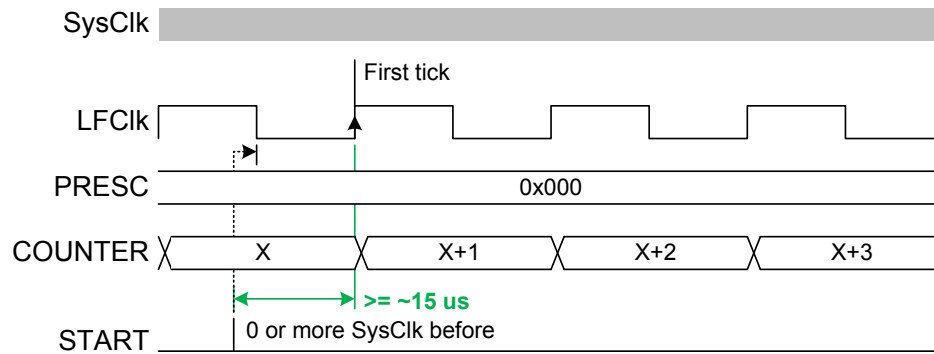 SysClk
First tick
LFClk
PRESC
0x000
COUNTER
X
X+1
X+2
X+3
>= ~15 us
0 or more SysClk before
START